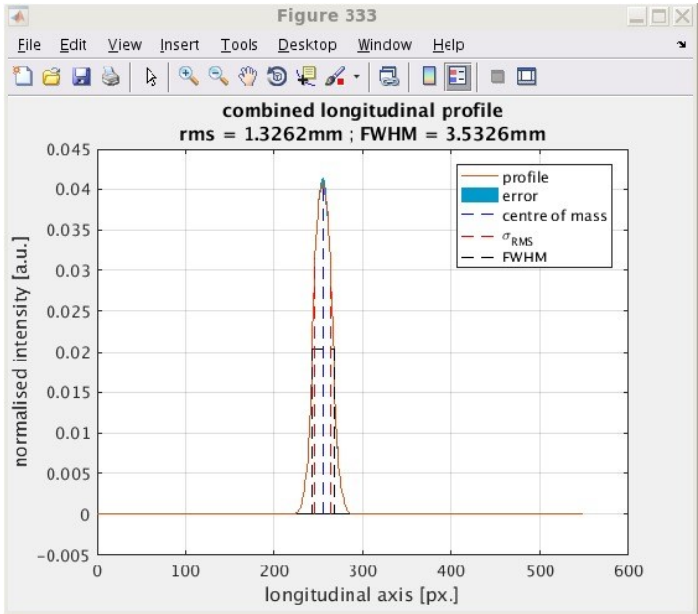 Figure 333
File Edit View Insert Tools Desktop Window Help
combined longitudinal profile
rms = 1.3262mm ; FWHM = 3.5326mm
profile
error
centre of mass
σRMS
FWHM
normalised intensity [a.u.]
0.045
0.04
0.035
0.03
0.025
0.02
0.015
0.01
0.005
0
-0.005
0 100 200 300 400 500 600
longitudinal axis [px.]